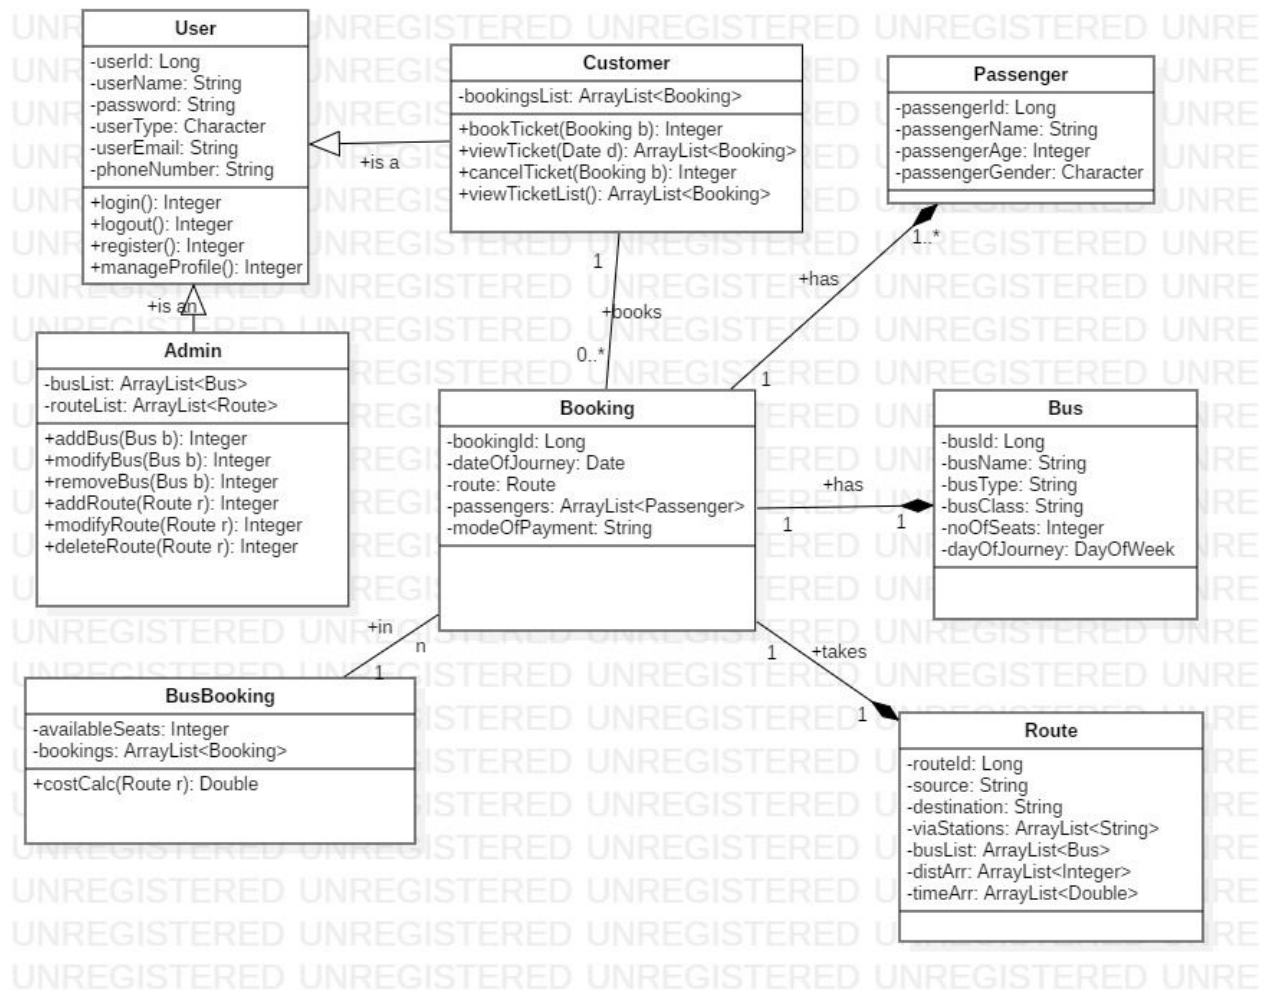 User
-userId: Long
-userName: String
-password: String
-userType: Character
-userEmail: String
-phoneNumber: String
+login(): Integer
+logout(): Integer
+register(): Integer
+manageProfile(): Integer
+is a
Customer
-bookingsList: ArrayList<Booking>
+bookTicket(Booking b): Integer
+viewTicket(Date d): ArrayList<Booking>
+cancelTicket(Booking b): Integer
+viewTicketList(): ArrayList<Booking>
Passenger
-passengerId: Long
-passengerName: String
-passengerAge: Integer
-passengerGender: Character
+is an
Admin
-busList: ArrayList<Bus>
-routeList: ArrayList<Route>
+addBus(Bus b): Integer
+modifyBus(Bus b): Integer
+removeBus(Bus b): Integer
+addRoute(Route r): Integer
+modifyRoute(Route r): Integer
+deleteRoute(Route r): Integer
1
+books
0..*
1..*
+has
1
Booking
-bookingId: Long
-dateOfJourney: Date
-route: Route
-passengers: ArrayList<Passenger>
-modeOfPayment: String
+has
1
1
Bus
-busId: Long
-busName: String
-busType: String
-busClass: String
-noOfSeats: Integer
-dayOfJourney: DayOfWeek
+in
n
1
BusBooking
-availableSeats: Integer
-bookings: ArrayList<Booking>
+costCalc(Route r): Double
1
+takes
1
Route
-routeId: Long
-source: String
-destination: String
-viaStations: ArrayList<String>
-busList: ArrayList<Bus>
-distArr: ArrayList<Integer>
-timeArr: ArrayList<Double>
UNREGISTERED UNREGISTERED UNREGISTERED UNREGISTERED UNRE